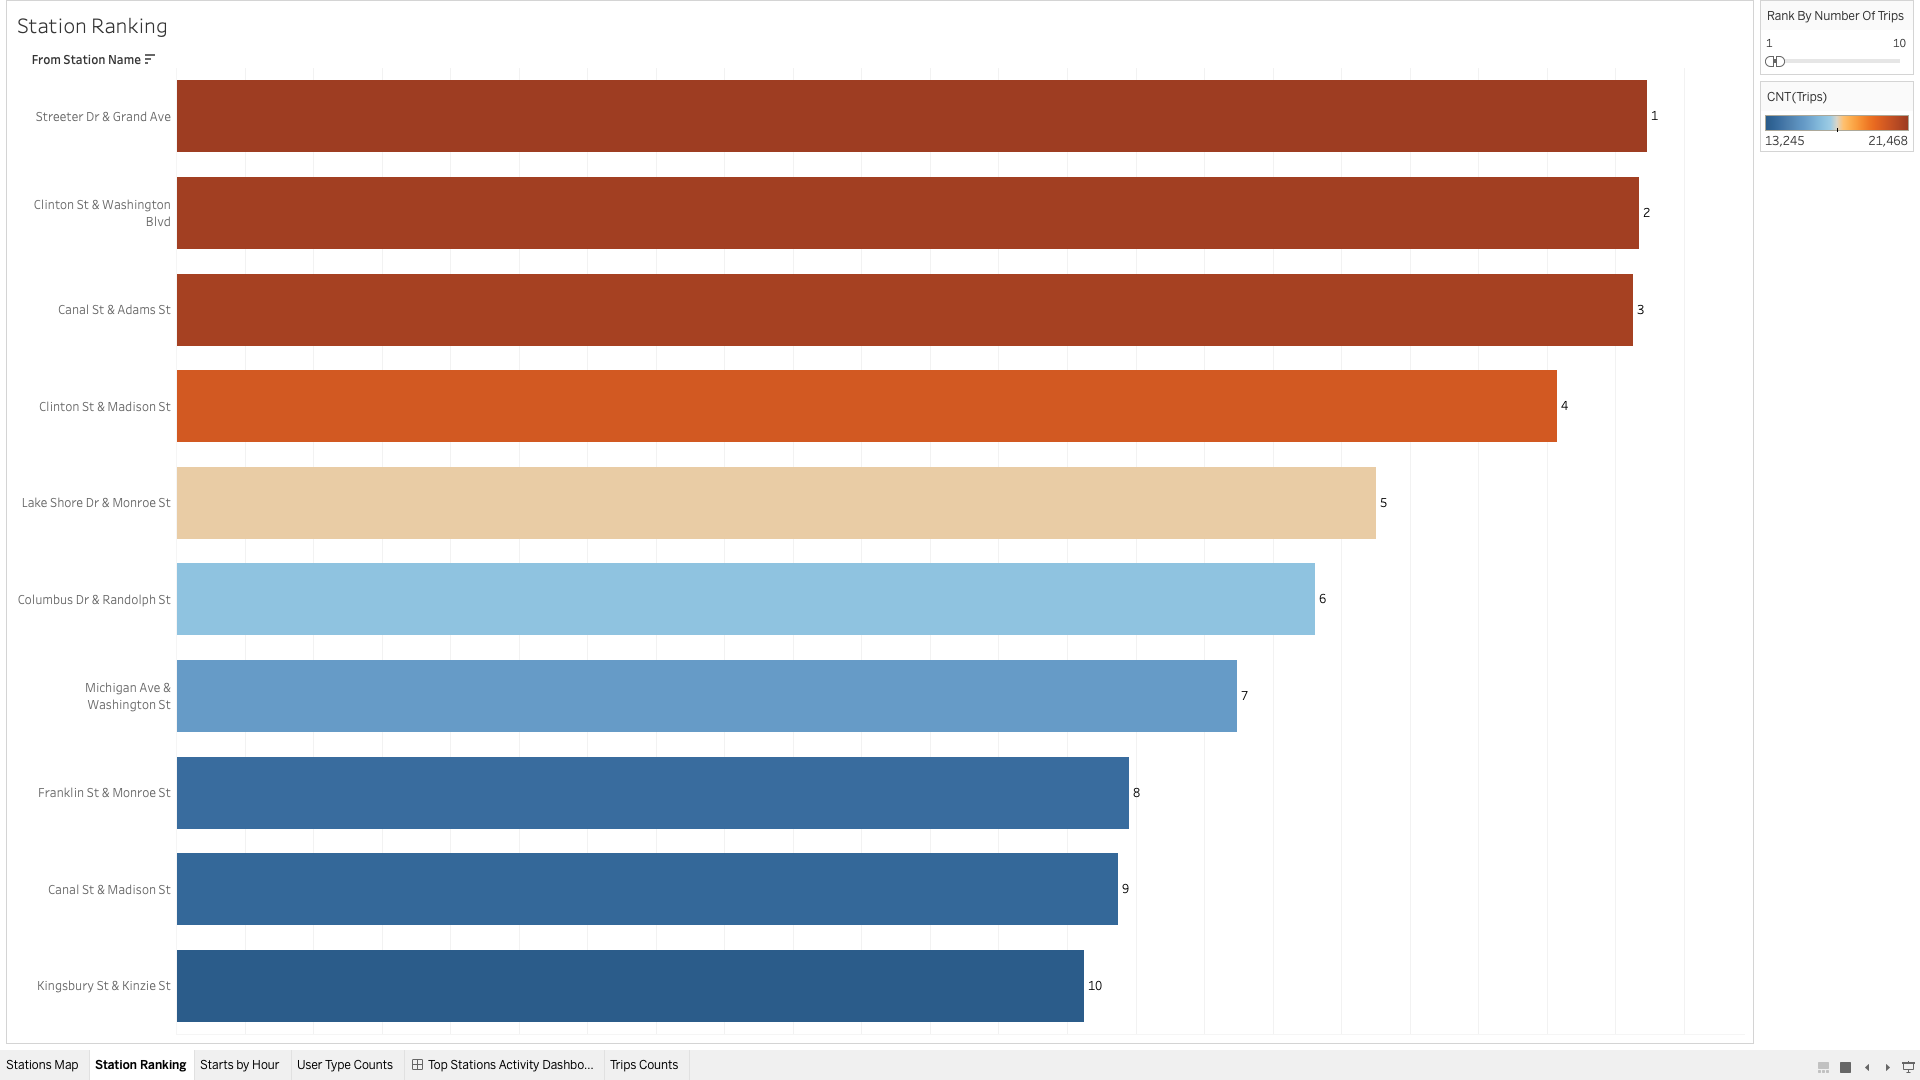 Station Ranking
From Station Name
Streeter Dr & Grand Ave
1
Clinton St & Washington
Blvd
2
Canal St & Adams St
3
Clinton St & Madison St
4
Lake Shore Dr & Monroe St
5
Columbus Dr & Randolph St
6
Michigan Ave &
Washington St
7
Franklin St & Monroe St
8
Canal St & Madison St
9
Kingsbury St & Kinzie St
10
Rank By Number Of Trips
1 10
CNT(Trips)
13,245 21,468
Stations Map Station Ranking Starts by Hour User Type Counts Top Stations Activity Dashbo... Trips Counts